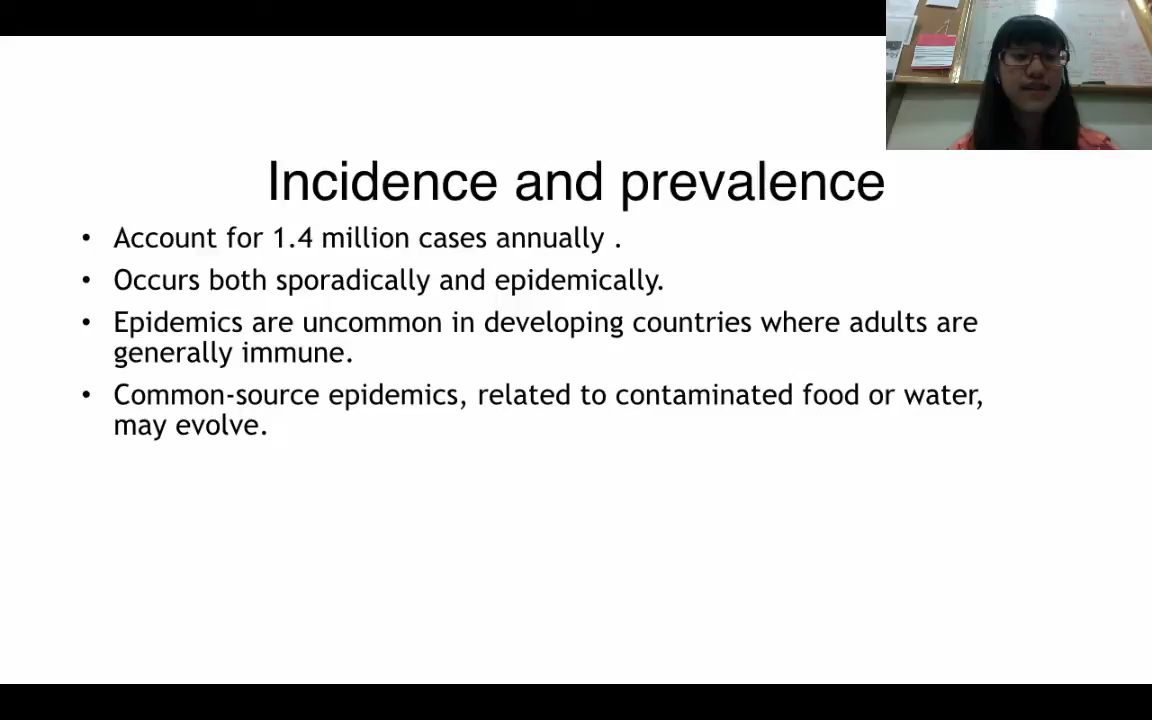 Incidence and prevalence
• Account for 1.4 million cases annually .
• Occurs both sporadically and epidemically.
• Epidemics are uncommon in developing countries where adults are
generally immune.
• Common-source epidemics, related to contaminated food or water,
may evolve.